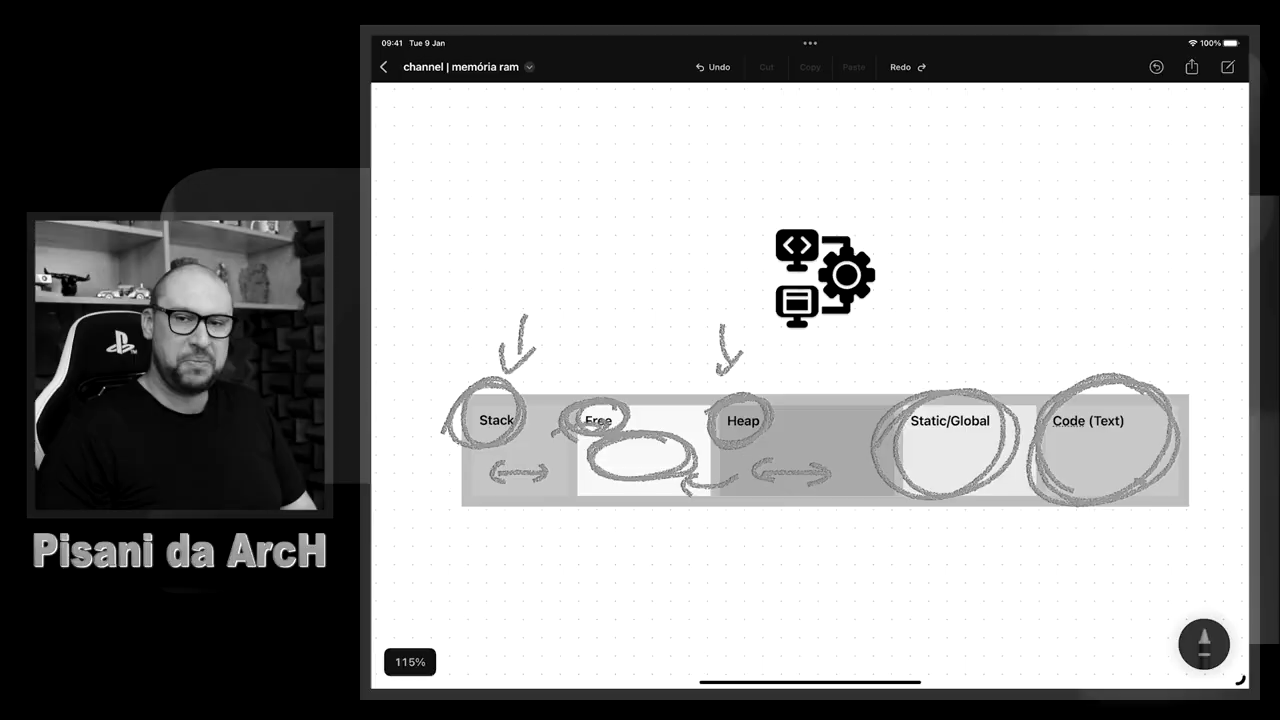 09:41 Tue 9 Jan
100%
channel | memória ram
Undo
Cut
Copy
Paste
Redo
Stack
Free
Heap
Static/Global
Code (Text)
Pisani da ArcH
115%